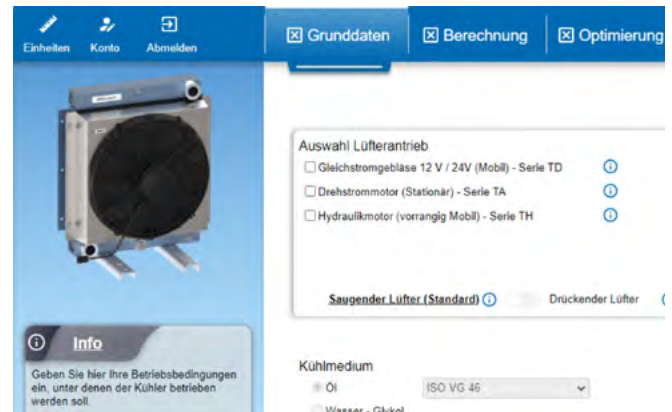 Einheiten Konto Abmelden
Grunddaten Berechnung Optimierung
Auswahl Lüfterantrieb
Gleichstromgebläse 12 V / 24V (Mobil) - Serie TD
Drehstrommotor (Stationär) - Serie TA
Hydraulikmotor (vorrangig Mobil) - Serie TH
Saugender Lüfter (Standard) Drückender Lüfter
Info
Geben Sie hier Ihre Betriebsbedingungen
ein, unter denen der Kühler betrieben
werden soll.
Kühlmedium
Öl ISO VG 46
Wasser - Glykol